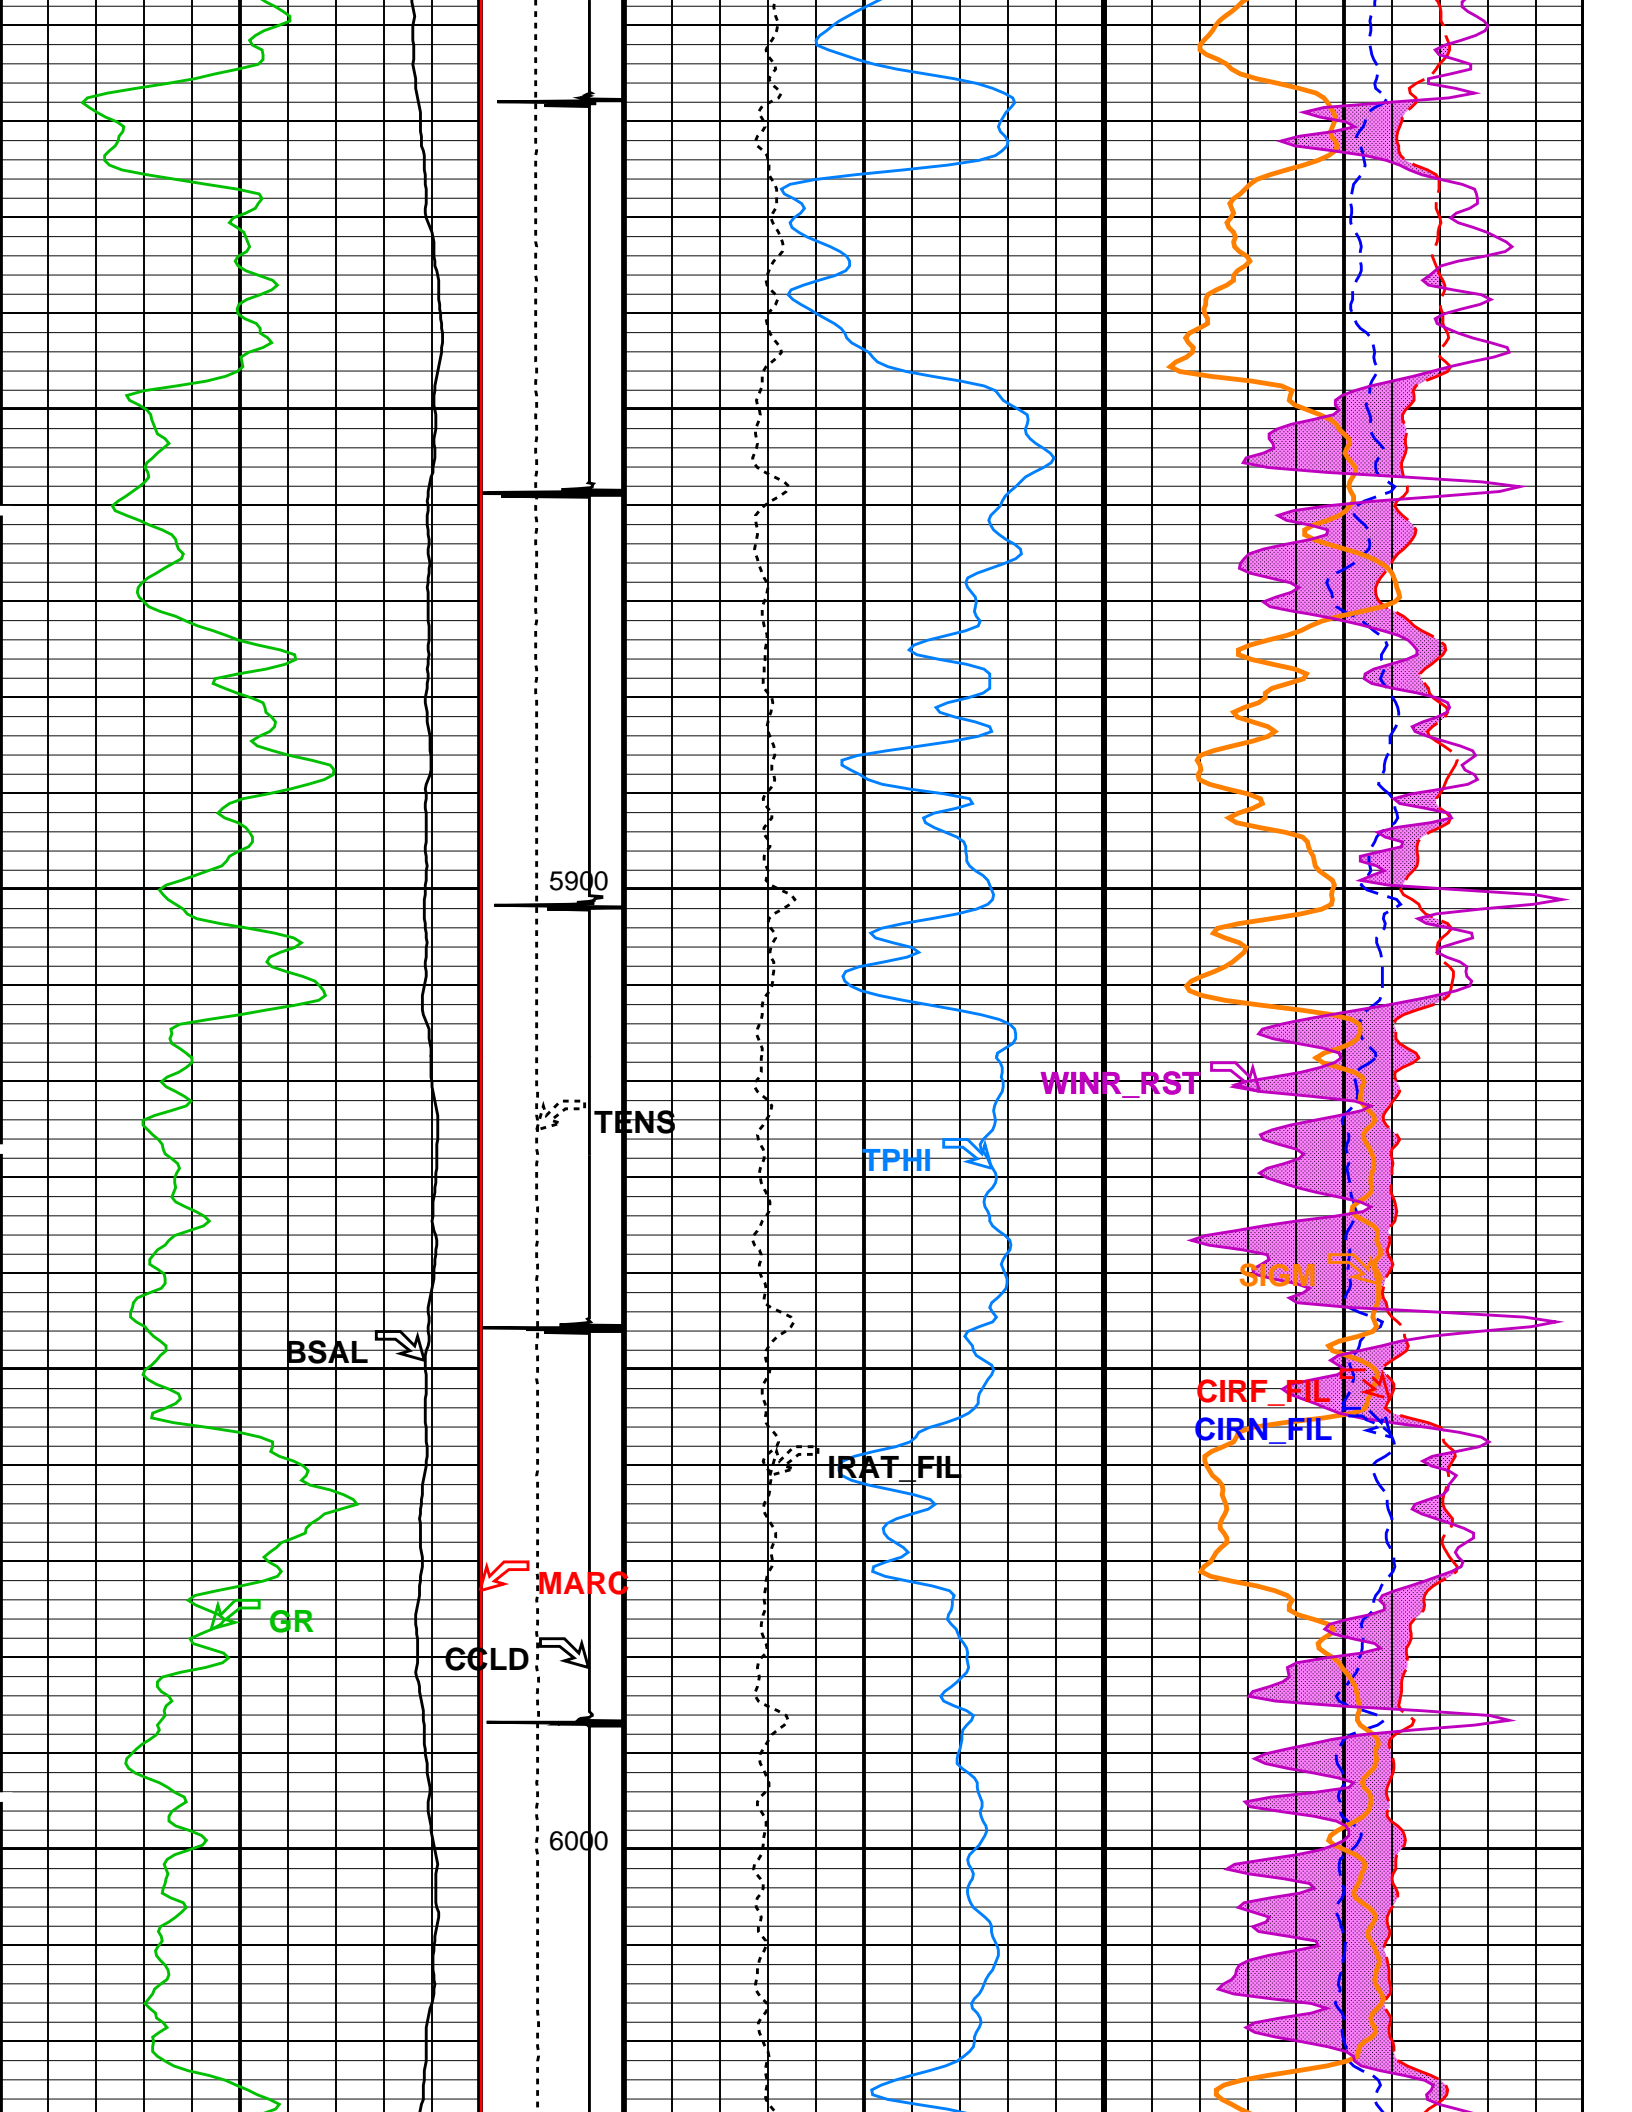 5900
WINR_RST
TENS
TPHI
SIGM
BSAL
CIRF_FIL
CIRN_FIL
IRAT_FIL
MARC
GR
CCLD
6000